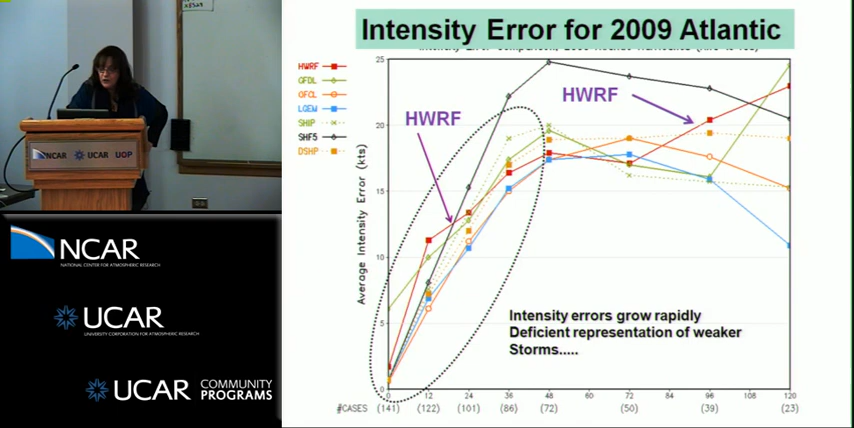 Intensity Error for 2009 Atlantic
HWRF
GFDL
OFCL
LGEM
SHIP
SHF5
DSHP
25
20
15
10
5
0
Average Intensity Error (kts)
HWRF
HWRF
Intensity errors grow rapidly
Deficient representation of weaker
Storms.....
0 12 24 36 48 60 72 84 96 108 120
#CASES (141) (122) (101) (86) (72) (50) (39) (23)
NCAR UCAR UOP
NCAR
NATIONAL CENTER FOR ATMOSPHERIC RESEARCH
UCAR
UNIVERSITY CORPORATION FOR ATMOSPHERIC RESEARCH
UCAR COMMUNITY
PROGRAMS